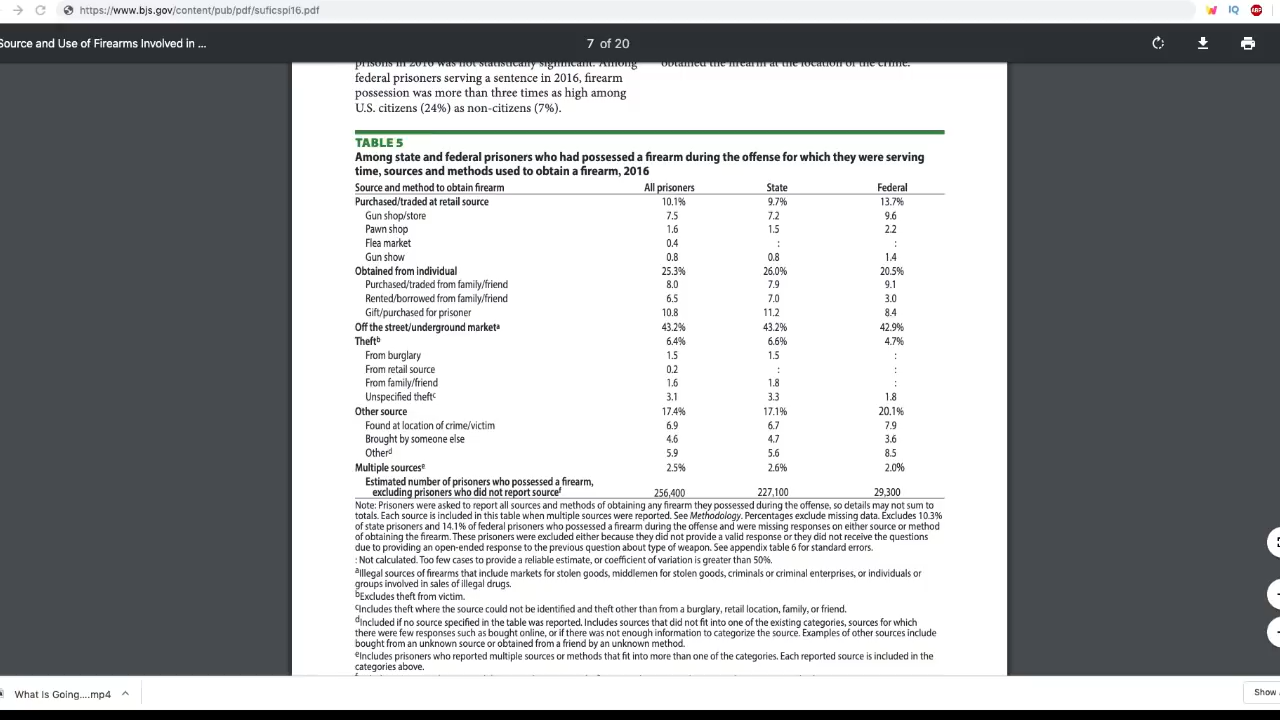 https://www.bjs.gov/content/pub/pdf/suficspi16.pdf
Source and Use of Firearms Involved in ...
7 of 20
prisons in 2016 was not statistically significant. Among
federal prisoners serving a sentence in 2016, firearm
possession was more than three times as high among
U.S. citizens (24%) as non-citizens (7%).
obtained the firearm at the location of the crime.
TABLE 5
Among state and federal prisoners who had possessed a firearm during the offense for which they were serving
time, sources and methods used to obtain a firearm, 2016
Source and method to obtain firearm All prisoners State Federal
Purchased/traded at retail source 10.1% 9.7% 13.7%
Gun shop/store 7.5 7.2 9.6
Pawn shop 1.6 1.5 2.2
Flea market 0.4 : :
Gun show 0.8 0.8 1.4
Obtained from individual 25.3% 26.0% 20.5%
Purchased/traded from family/friend 8.0 7.9 9.1
Rented/borrowed from family/friend 6.5 7.0 3.0
Gift/purchased for prisoner 10.8 11.2 8.4
Off the street/underground marketᵃ 43.2% 43.2% 42.9%
Theftᵇ 6.4% 6.6% 4.7%
From burglary 1.5 1.5 :
From retail source 0.2 : :
From family/friend 1.6 1.8 :
Unspecified theftᶜ 3.1 3.3 1.8
Other source 17.4% 17.1% 20.1%
Found at location of crime/victim 6.9 6.7 7.9
Brought by someone else 4.6 4.7 3.6
Otherᵈ 5.9 5.6 8.5
Multiple sourcesᵉ 2.5% 2.6% 2.0%
Estimated number of prisoners who possessed a firearm,
excluding prisoners who did not report sourceᶠ 256,400 227,100 29,300
Note: Prisoners were asked to report all sources and methods of obtaining any firearm they possessed during the offense, so details may not sum to
totals. Each source is included in this table when multiple sources were reported. See Methodology. Percentages exclude missing data. Excludes 10.3%
of state prisoners and 14.1% of federal prisoners who possessed a firearm during the offense and were missing responses on either source or method
of obtaining the firearm. These prisoners were excluded either because they did not provide a valid response or they did not receive the questions
due to providing an open-ended response to the previous question about type of weapon. See appendix table 6 for standard errors.
: Not calculated. Too few cases to provide a reliable estimate, or coefficient of variation is greater than 50%.
ᵃIllegal sources of firearms that include markets for stolen goods, middlemen for stolen goods, criminals or criminal enterprises, or individuals or
groups involved in sales of illegal drugs.
ᵇExcludes theft from victim.
ᶜIncludes theft where the source could not be identified and theft other than from a burglary, retail location, family, or friend.
ᵈIncluded if no source specified in the table was reported. Includes sources that did not fit into one of the existing categories, sources for which
there were few responses such as bought online, or if there was not enough information to categorize the source. Examples of other sources include
bought from an unknown source or obtained from a friend by an unknown method.
ᵉIncludes prisoners who reported multiple sources or methods that fit into more than one of the categories. Each reported source is included in the
categories above.
What Is Going....mp4
Show